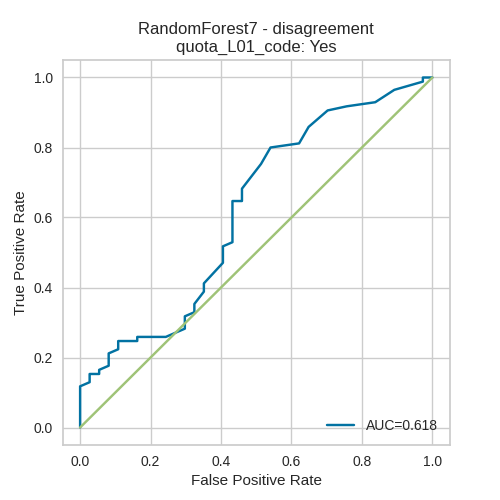 RandomForest7 - disagreement
quota_L01_code: Yes
True Positive Rate
1.0
0.8
0.6
0.4
0.2
0.0
AUC=0.618
0.0 0.2 0.4 0.6 0.8 1.0
False Positive Rate